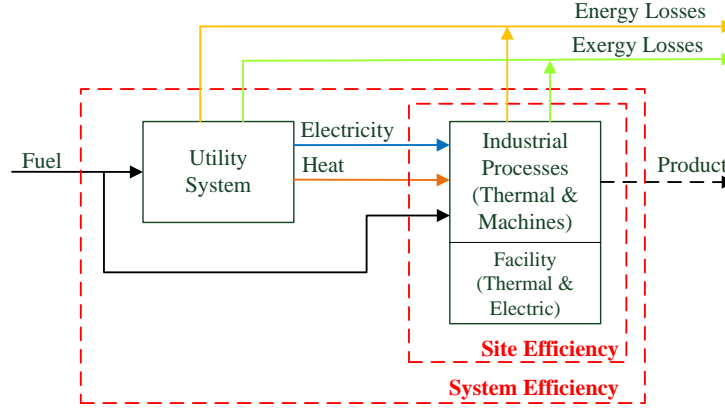 Energy Losses
Exergy Losses
Fuel
Utility
System
Electricity
Heat
Industrial
Processes
(Thermal &
Machines)
Product
Facility
(Thermal &
Electric)
Site Efficiency
System Efficiency